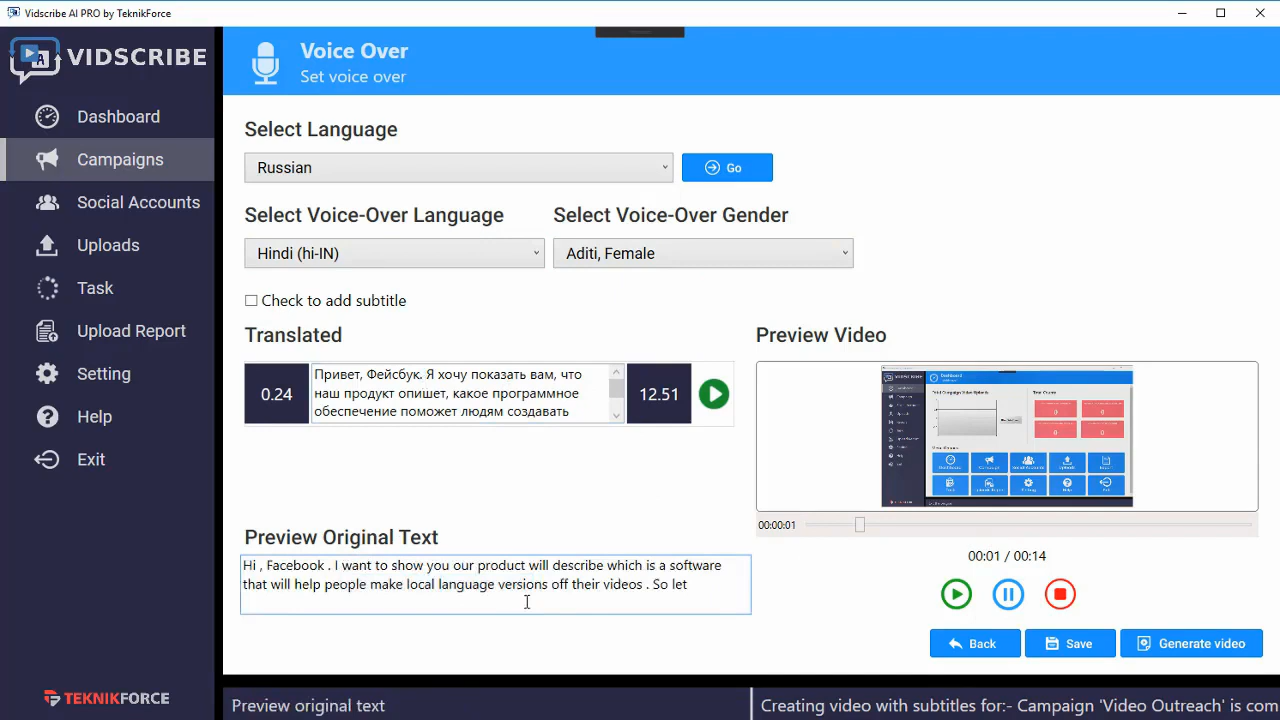 Vidscribe AI PRO by TeknikForce
VIDSCRIBE
Dashboard
Campaigns
Social Accounts
Uploads
Task
Upload Report
Setting
Help
Exit
TEKNIKFORCE
Voice Over
Set voice over
Select Language
Russian
Go
Select Voice-Over Language
Select Voice-Over Gender
Hindi (hi-IN)
Aditi, Female
Check to add subtitle
Translated
0.24
Привет, Фейсбук. Я хочу показать вам, что
наш продукт опишет, какое программное
обеспечение поможет людям создавать
12.51
Preview Original Text
Hi , Facebook . I want to show you our product will describe which is a software
that will help people make local language versions off their videos . So let
Preview Video
00:00:01
00:01 / 00:14
Back
Save
Generate video
Preview original text
Creating video with subtitles for:- Campaign 'Video Outreach' is com